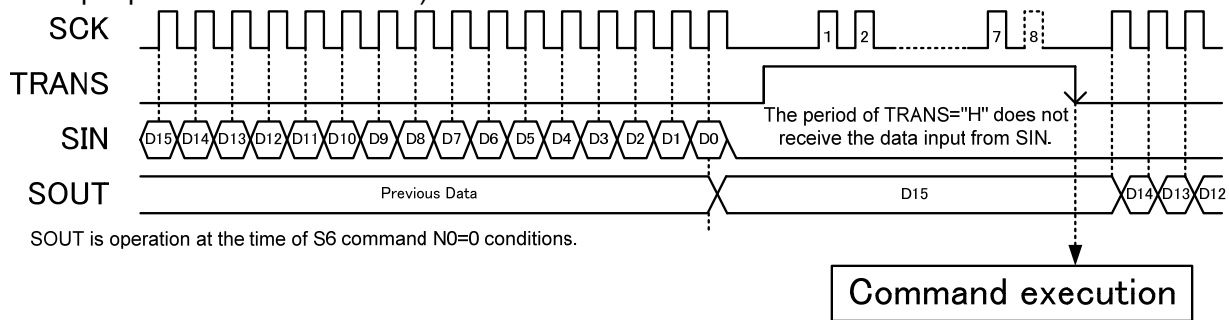 SCK 1 2 7 8
TRANS
The period of TRANS="H" does not
receive the data input from SIN.
SIN D15 D14 D13 D12 D11 D10 D9 D8 D7 D6 D5 D4 D3 D2 D1 D0
SOUT Previous Data D15 D14 D13 D12
SOUT is operation at the time of S6 command N0=0 conditions.
Command execution